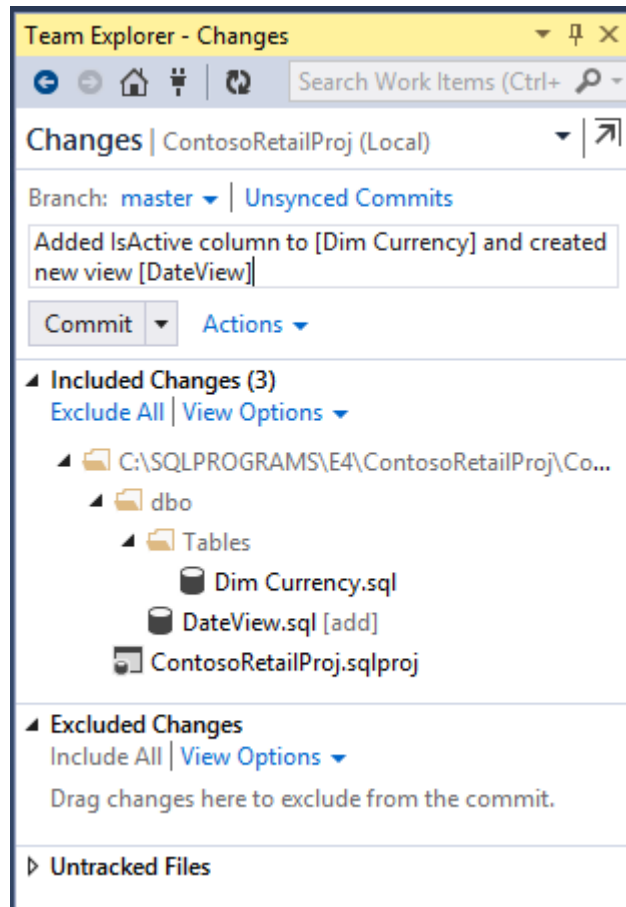 Team Explorer - Changes
Search Work Items (Ctrl+
Changes | ContosoRetailProj (Local)
Branch: master | Unsynced Commits
Added IsActive column to [Dim Currency] and created
new view [DateView]
Commit Actions
Included Changes (3)
Exclude All | View Options
C:\SQLPROGRAMS\E4\ContosoRetailProj\Co...
dbo
Tables
Dim Currency.sql
DateView.sql [add]
ContosoRetailProj.sqlproj
Excluded Changes
Include All | View Options
Drag changes here to exclude from the commit.
Untracked Files